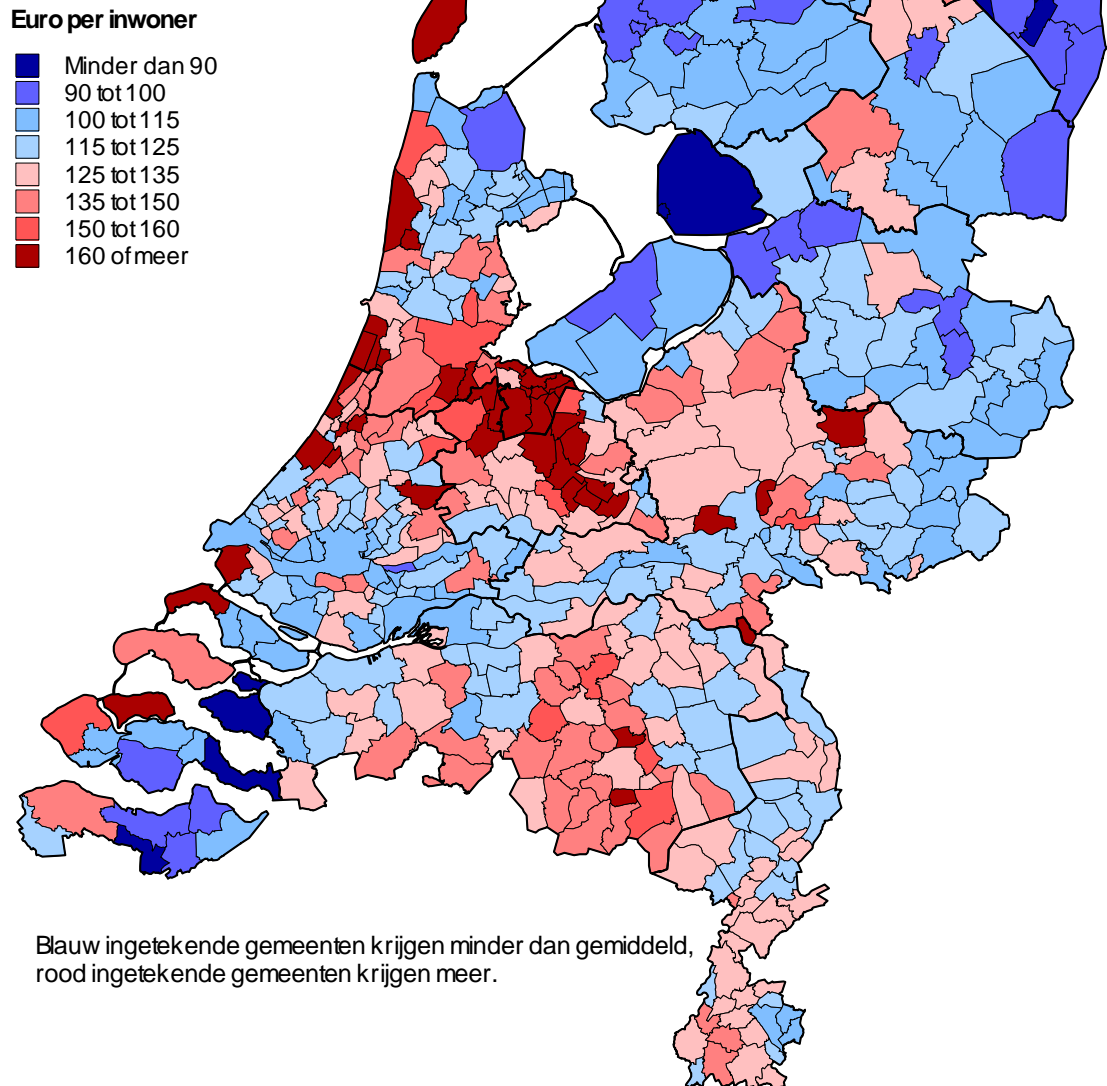 Euro per inwoner
Minder dan 90
90 tot 100
100 tot 115
115 tot 125
125 tot 135
135 tot 150
150 tot 160
160 of meer
Blauw ingetekende gemeenten krijgen minder dan gemiddeld,
rood ingetekende gemeenten krijgen meer.